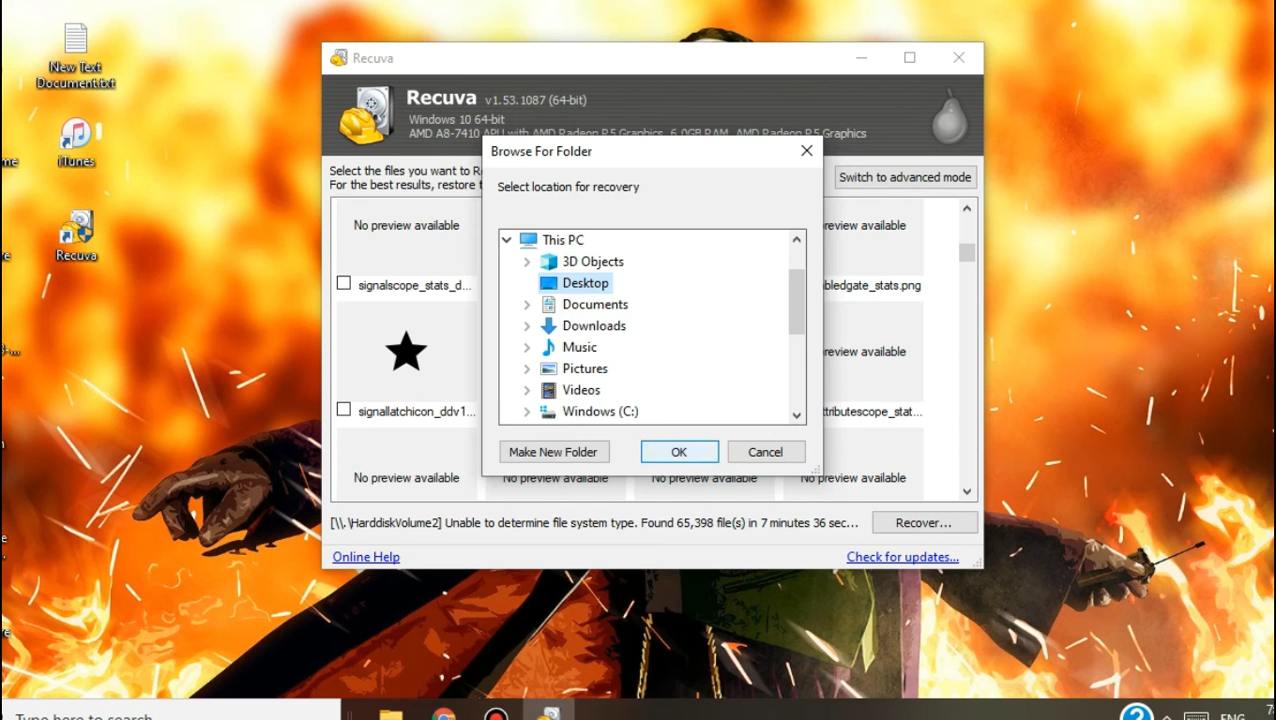 New Text
Document.txt
iTunes
Recuva
Recuva
Recuva v1.53.1087 (64-bit)
Windows 10 64-bit
AMD A8-7410 APU with AMD Radeon R5 Graphics, 6.0GB RAM, AMD Radeon R5 Graphics
Select the files you want to R
For the best results, restore t
Switch to advanced mode
Browse For Folder
Select location for recovery
This PC
3D Objects
Desktop
Documents
Downloads
Music
Pictures
Videos
Windows (C:)
Make New Folder
OK
Cancel
No preview available
signalscope_stats_d...
bledgate_stats.png
signallatchicon_ddv1...
ttributescope_stat...
No preview available
No preview available
No preview available
No preview available
[\\.\HarddiskVolume2] Unable to determine file system type. Found 65,398 file(s) in 7 minutes 36 sec...
Recover...
Online Help
Check for updates...
Type here to search
ENG